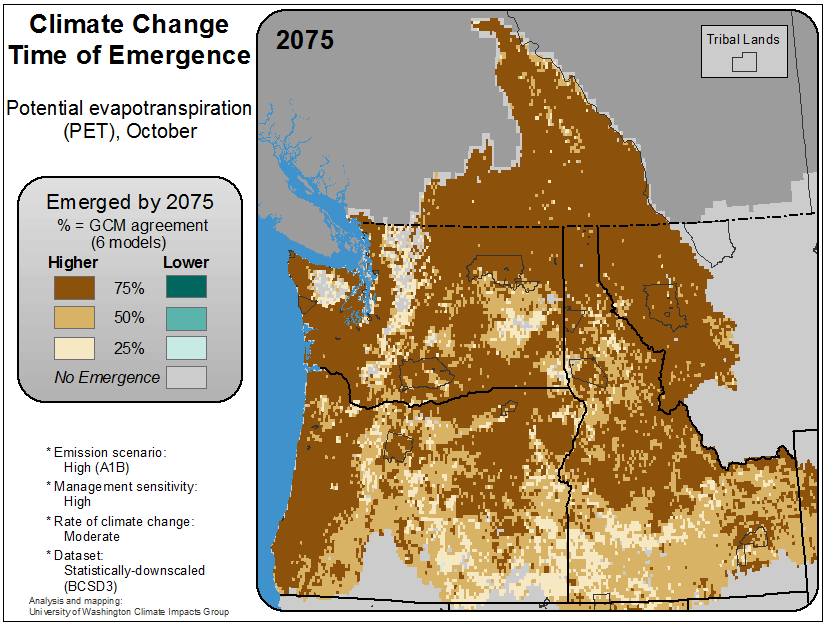 Climate Change
Time of Emergence
Potential evapotranspiration
(PET), October
2075
Tribal Lands
Emerged by 2075
% = GCM agreement
(6 models)
Higher Lower
75%
50%
25%
No Emergence
* Emission scenario:
High (A1B)
* Management sensitivity:
High
* Rate of climate change:
Moderate
* Dataset:
Statistically-downscaled
(BCSD3)
Analysis and mapping:
University of Washington Climate Impacts Group